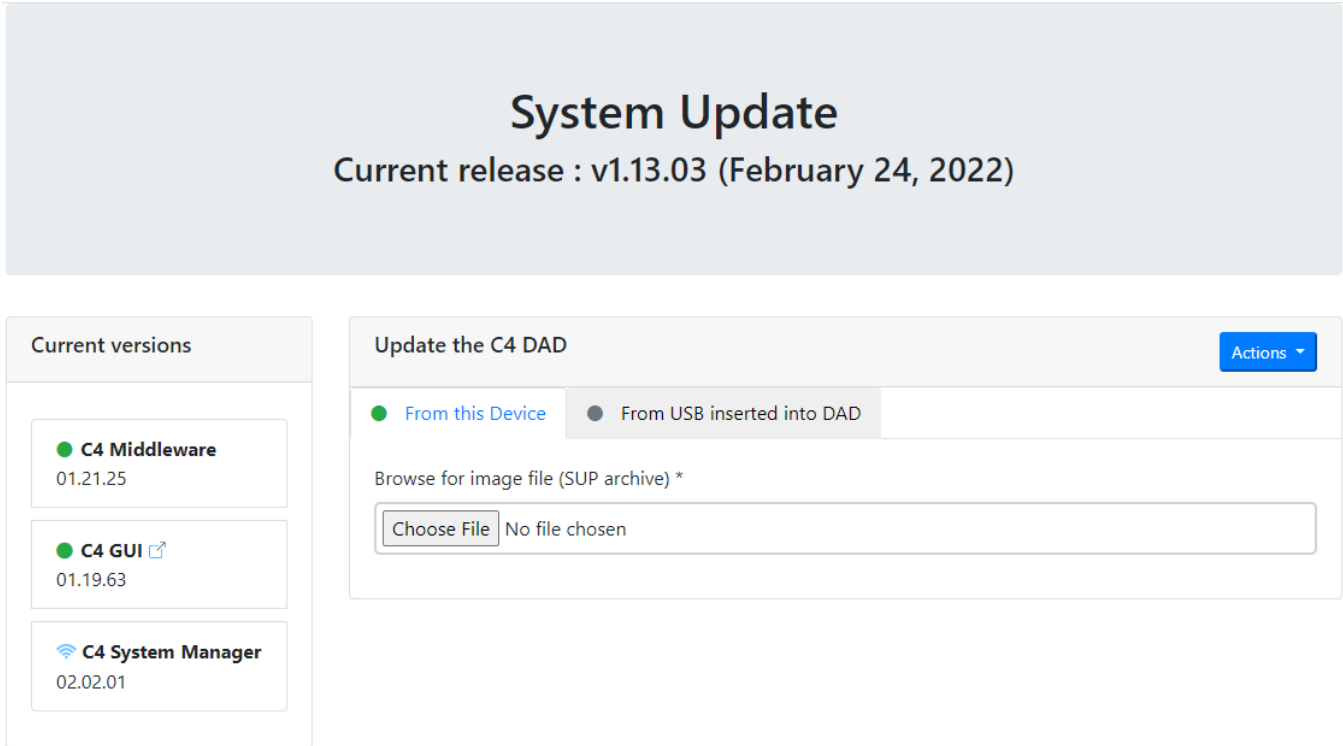 System Update
Current release : v1.13.03 (February 24, 2022)
Current versions
C4 Middleware
01.21.25
C4 GUI
01.19.63
C4 System Manager
02.02.01
Update the C4 DAD
Actions
From this Device
From USB inserted into DAD
Browse for image file (SUP archive) *
Choose File No file chosen